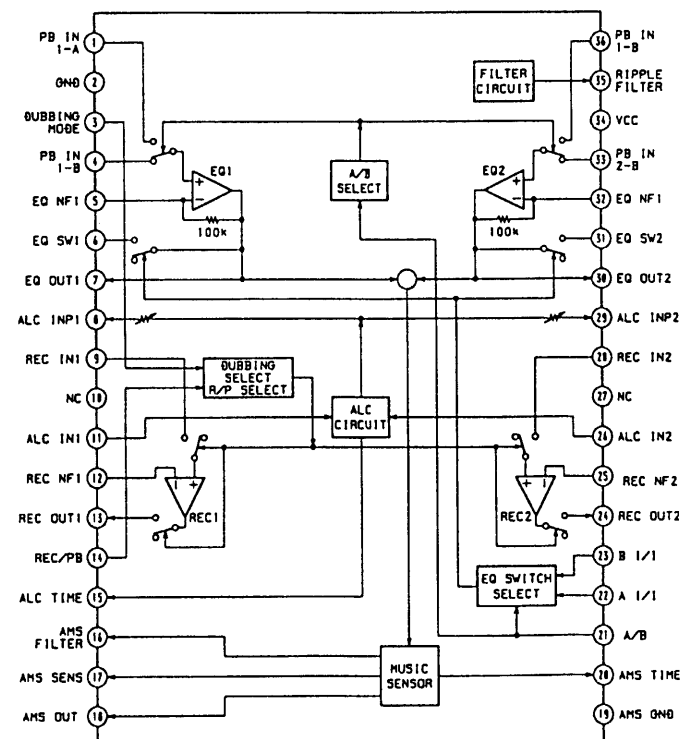 PB IN
1-A
1
GND
2
DUBBING
MODE
3
PB IN
1-B
4
EQ NF1
5
EQ SW1
6
EQ OUT1
7
ALC INP1
8
REC IN1
9
NC
10
ALC IN1
11
REC NF1
12
REC OUT1
13
REC/PB
14
ALC TIME
15
AMS
FILTER
16
AMS SENS
17
AMS OUT
18
FILTER
CIRCUIT
A/B
SELECT
EQ1
+
−
100k
EQ2
+
−
100k
DUBBING
SELECT
R/P SELECT
ALC
CIRCUIT
− +
REC1
+ −
REC2
EQ SWITCH
SELECT
MUSIC
SENSOR
36
PB IN
1-B
35
RIPPLE
FILTER
34
VCC
33
PB IN
2-B
32
EQ NF1
31
EQ SW2
30
EQ OUT2
29
ALC INP2
28
REC IN2
27
NC
26
ALC IN2
25
REC NF2
24
REC OUT2
23
B I/I
22
A I/I
21
A/B
20
AMS TIME
19
AMS GND